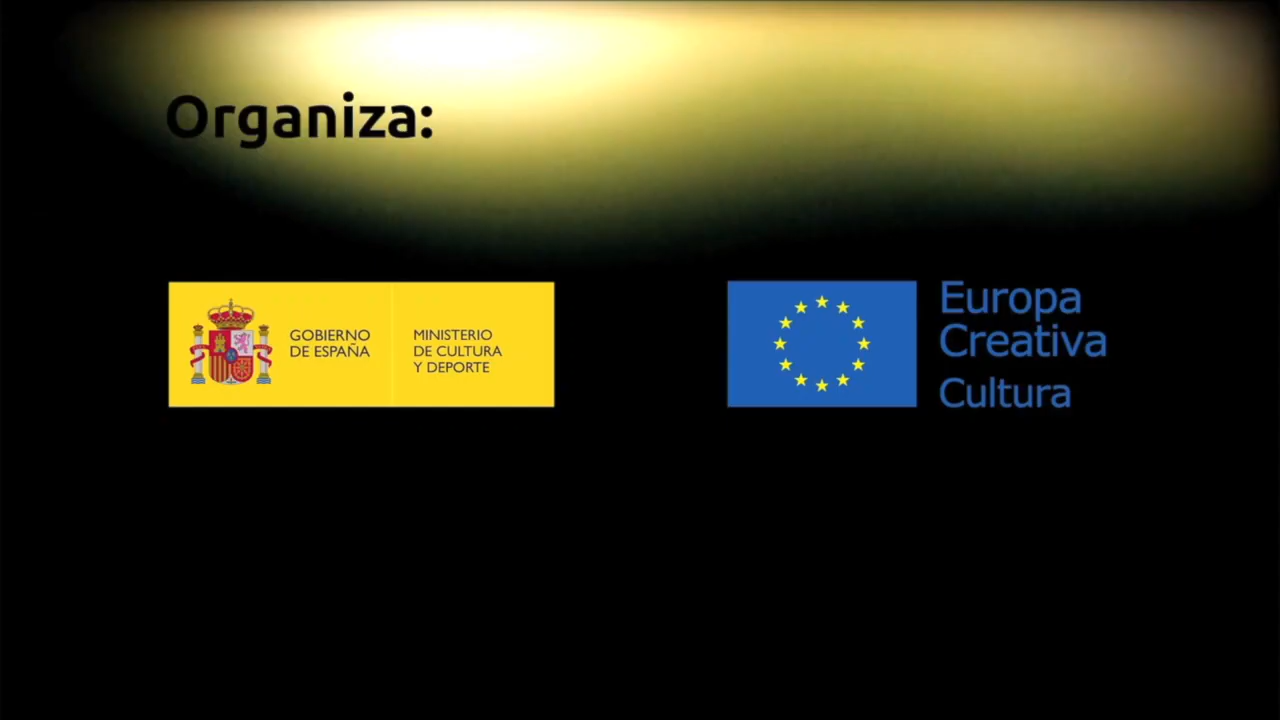 Organiza:
GOBIERNO
DE ESPAÑA
MINISTERIO
DE CULTURA
Y DEPORTE
Europa
Creativa
Cultura